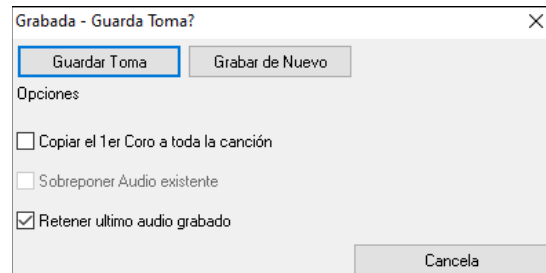 Grabada - Guarda Toma?
Guardar Toma Grabar de Nuevo
Opciones
Copiar el 1er Coro a toda la canción
Sobreponer Audio existente
Retener ultimo audio grabado
Cancela